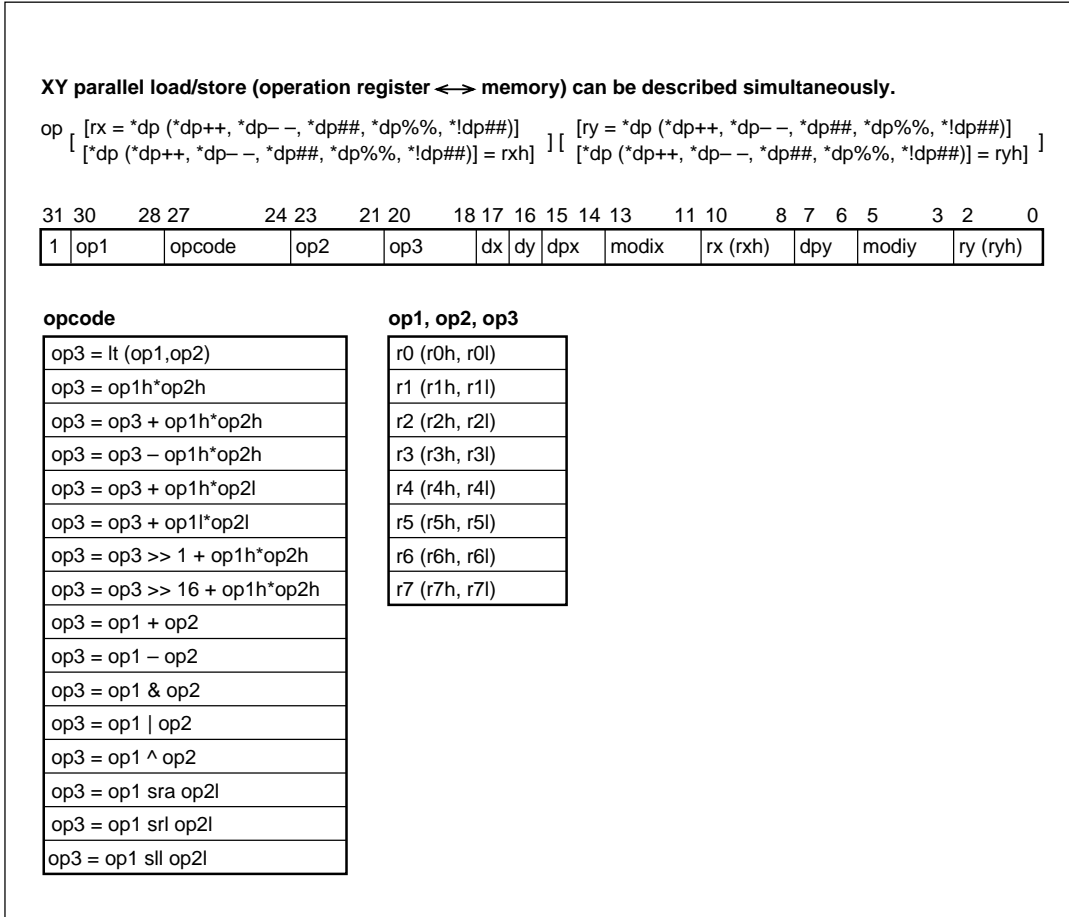 XY parallel load/store (operation register ⟷ memory) can be described simultaneously.
op [ [rx = *dp (*dp++, *dp– –, *dp##, *dp%%, *!dp##)] ] [ [ry = *dp (*dp++, *dp– –, *dp##, *dp%%, *!dp##)] ]
[*dp (*dp++, *dp– –, *dp##, *dp%%, *!dp##)] = rxh] [*dp (*dp++, *dp– –, *dp##, *dp%%, *!dp##)] = ryh]
31 30 28 27 24 23 21 20 18 17 16 15 14 13 11 10 8 7 6 5 3 2 0
1 op1 opcode op2 op3 dx dy dpx modix rx (rxh) dpy modiy ry (ryh)
opcode
op3 = lt (op1,op2)
op3 = op1h*op2h
op3 = op3 + op1h*op2h
op3 = op3 – op1h*op2h
op3 = op3 + op1h*op2l
op3 = op3 + op1l*op2l
op3 = op3 >> 1 + op1h*op2h
op3 = op3 >> 16 + op1h*op2h
op3 = op1 + op2
op3 = op1 – op2
op3 = op1 & op2
op3 = op1 | op2
op3 = op1 ^ op2
op3 = op1 sra op2l
op3 = op1 srl op2l
op3 = op1 sll op2l
op1, op2, op3
r0 (r0h, r0l)
r1 (r1h, r1l)
r2 (r2h, r2l)
r3 (r3h, r3l)
r4 (r4h, r4l)
r5 (r5h, r5l)
r6 (r6h, r6l)
r7 (r7h, r7l)